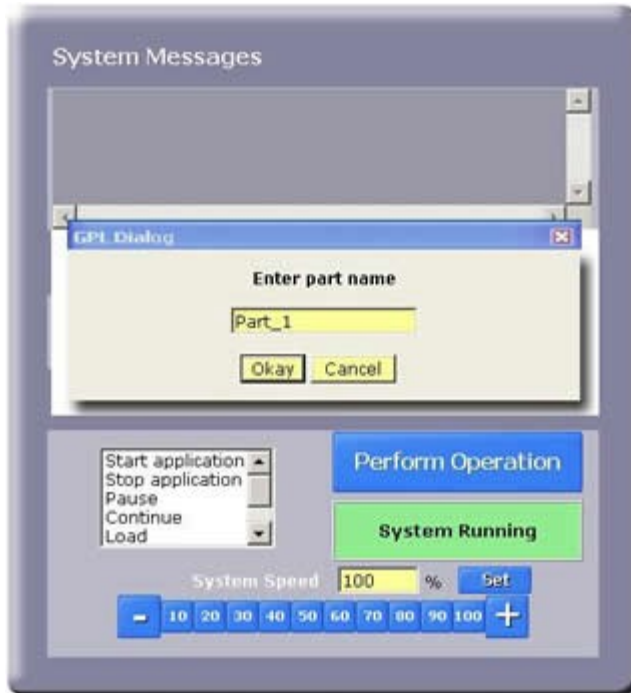 System Messages
GPL Dialog
Enter part name
Part_1
Okay Cancel
Start application
Stop application
Pause
Continue
Load
Perform Operation
System Running
System Speed 100 % Set
- 10 20 30 40 50 60 70 80 90 100 +